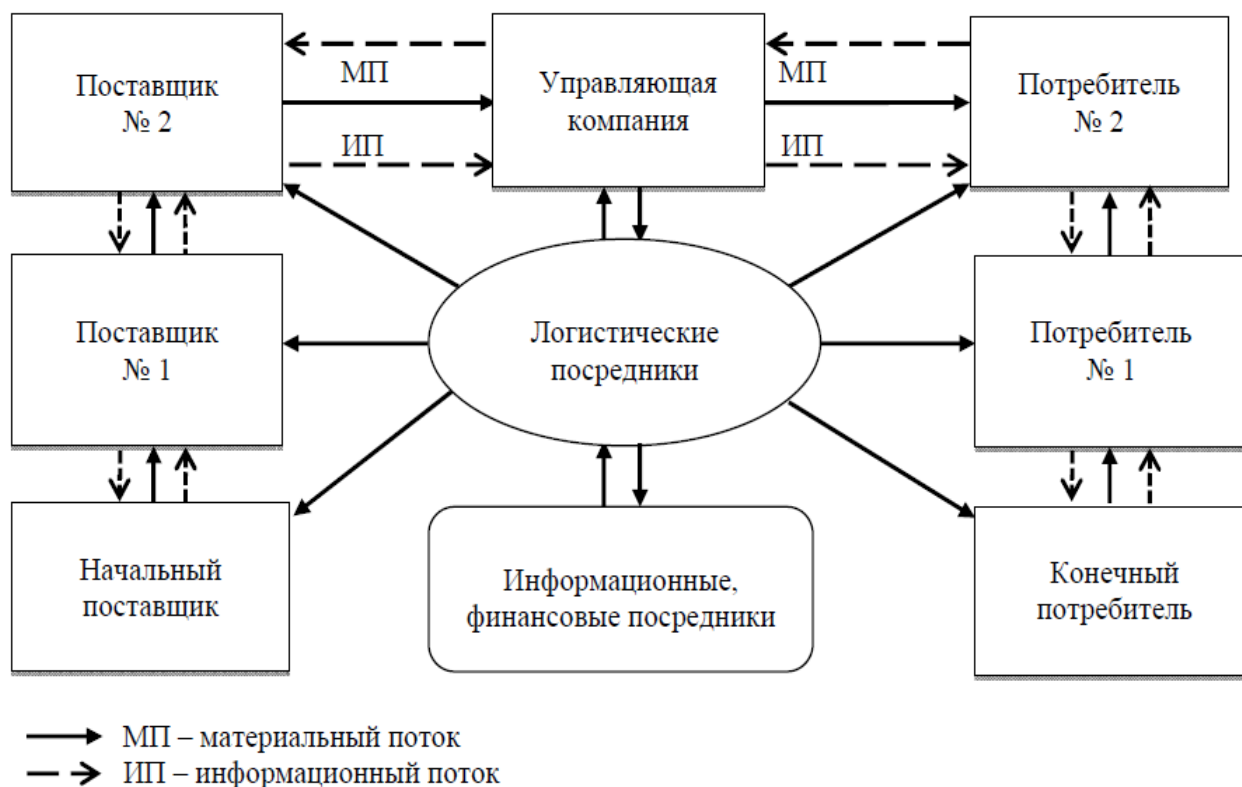 Поставщик
№ 2
МП
ИП
Управляющая
компания
МП
ИП
Потребитель
№ 2
Поставщик
№ 1
Логистические
посредники
Потребитель
№ 1
Начальный
поставщик
Информационные,
финансовые посредники
Конечный
потребитель
МП – материальный поток
ИП – информационный поток